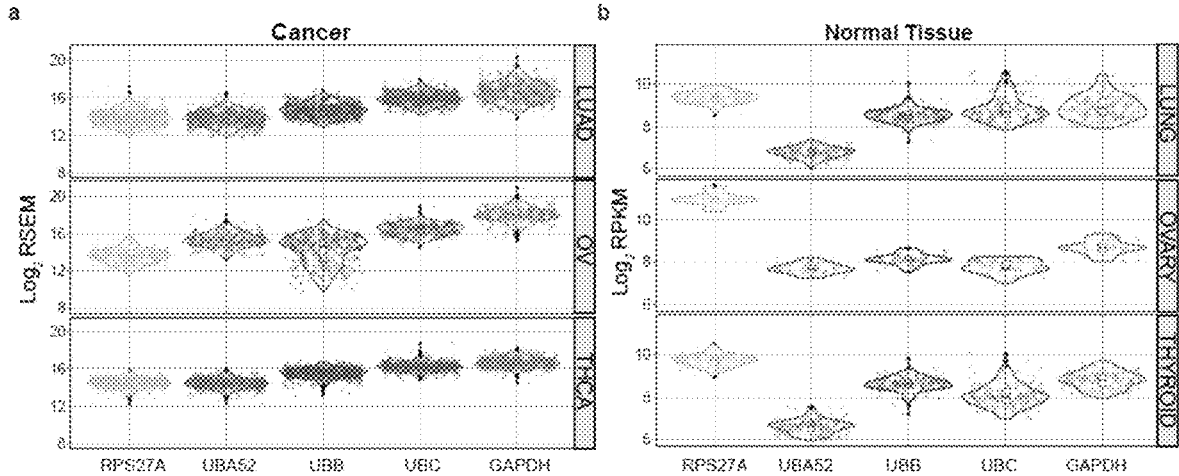 a
Cancer
Log2 RSEM
20
16
12
8
LUAD
20
16
12
8
OV
20
16
12
8
THCA
RPS27A UBA52 UBB UBC GAPDH
b
Normal Tissue
Log2 RPKM
10
8
6
LUNG
10
8
6
OVARY
10
8
6
THYROID
RPS27A UBA52 UBB UBC GAPDH